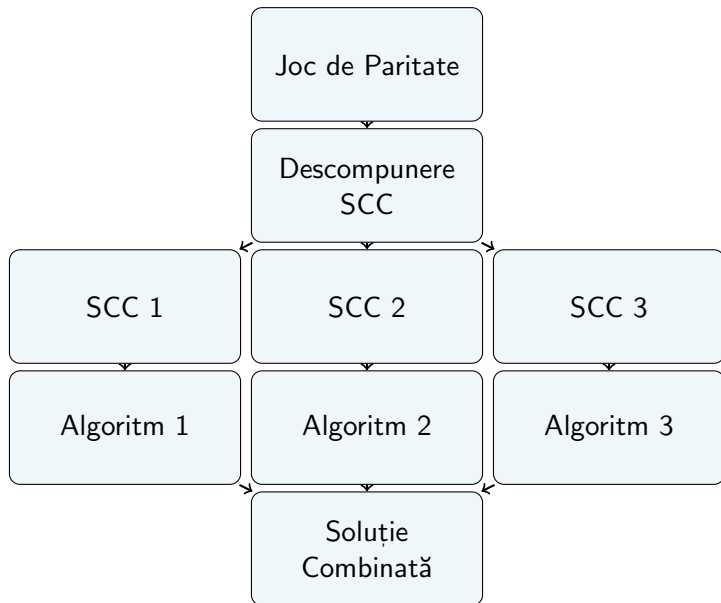 Joc de Paritate
Descompunere
SCC
SCC 1
SCC 2
SCC 3
Algoritm 1
Algoritm 2
Algoritm 3
Soluție
Combinată